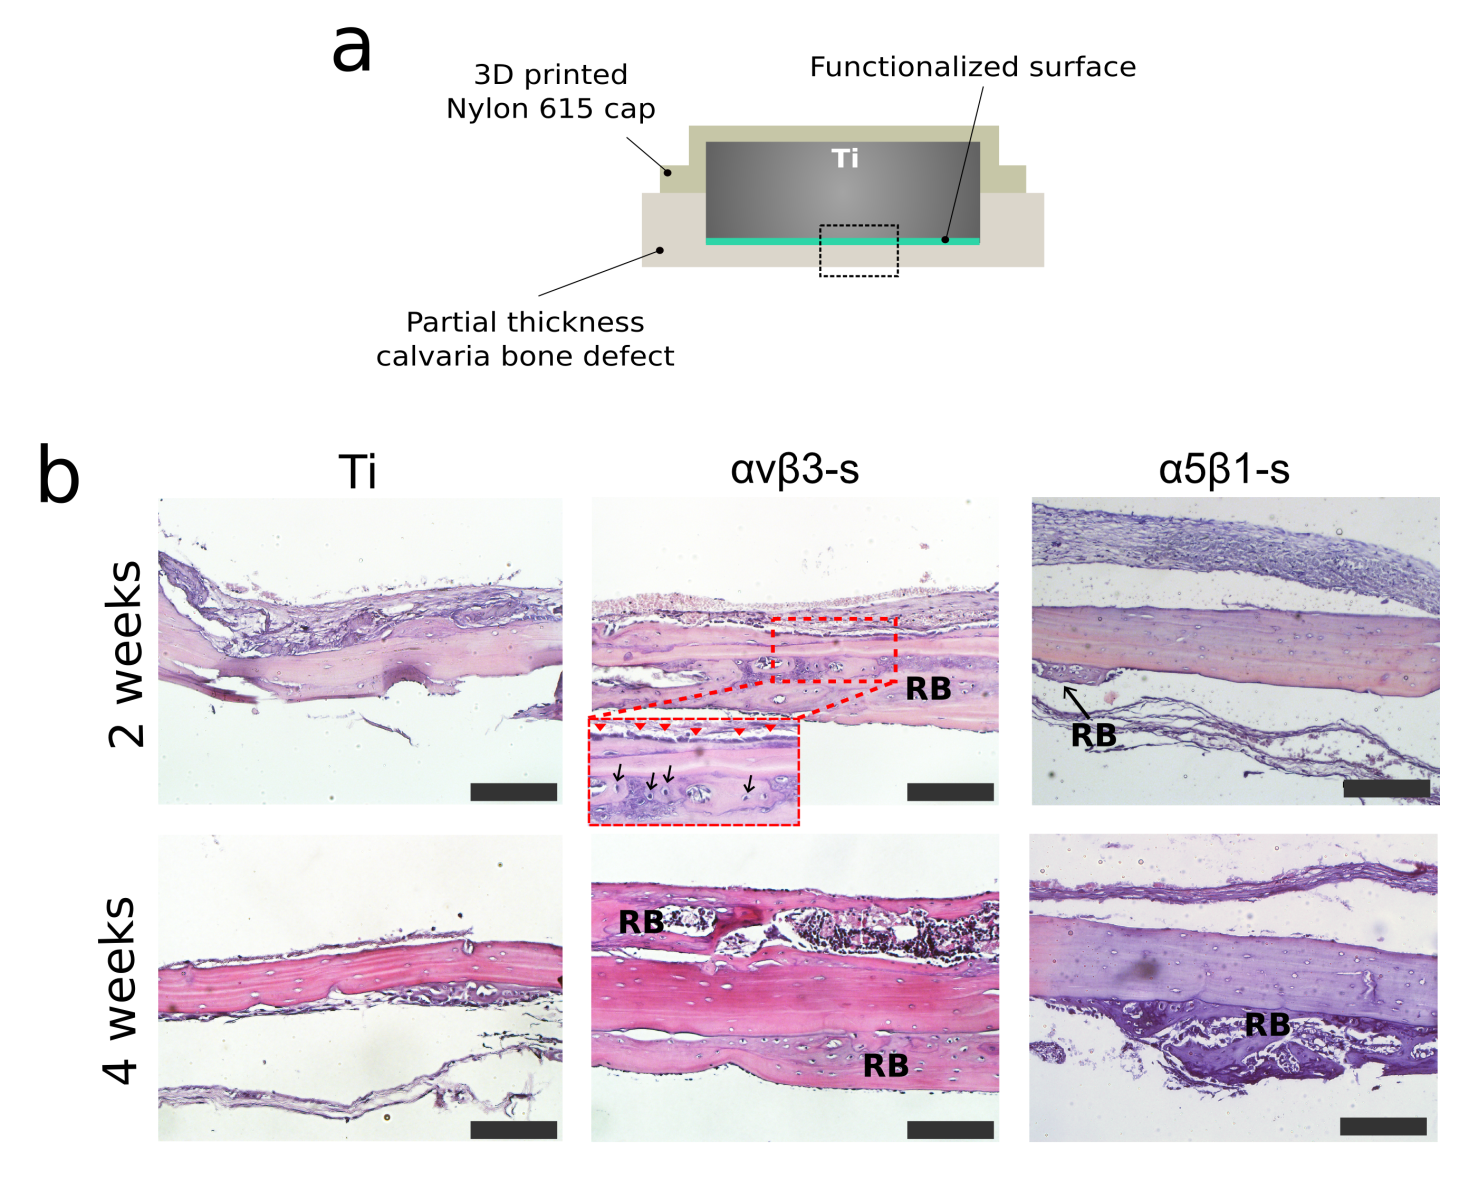 a
3D printed
Nylon 615 cap
Functionalized surface
Ti
Partial thickness
calvaria bone defect
b
Ti
αvβ3-s
α5β1-s
2 weeks
RB
RB
4 weeks
RB
RB
RB